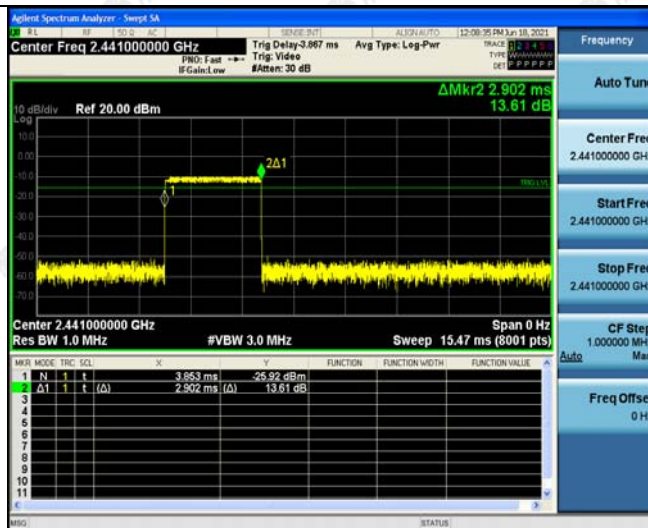 Agilent Spectrum Analyzer - Swept SA
RL RF 50 Ω AC SENSE:INT ALIGN AUTO 12:08:35 PM Jun 18, 2021
Center Freq 2.441000000 GHz
PNO: Fast
IFGain:Low
Trig Delay-3.867 ms
Trig: Video
#Atten: 30 dB
Avg Type: Log-Pwr
TRACE 1 2 3 4 5 6
TYPE
DET P P P P P P
ΔMkr2 2.902 ms
13.61 dB
10 dB/div Ref 20.00 dBm
Log
10.0
0.00
-10.0
-20.0
-30.0
-40.0
-50.0
-60.0
-70.0
1
2Δ1
TRIG LVL
Center 2.441000000 GHz Span 0 Hz
Res BW 1.0 MHz #VBW 3.0 MHz Sweep 15.47 ms (8001 pts)
MKR MODE TRC SCL X Y FUNCTION FUNCTION WIDTH FUNCTION VALUE
1 N 1 t 3.853 ms -25.92 dBm
2 Δ1 1 t (Δ) 2.902 ms (Δ) 13.61 dB
3
4
5
6
7
8
9
10
11
MSG STATUS
Frequency
Auto Tun
Center Fre
2.441000000 GH
Start Fre
2.441000000 GH
Stop Fre
2.441000000 GH
CF Ste
1.000000 MH
Auto Ma
Freq Offse
0 H